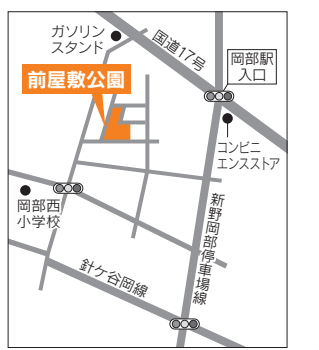 ガソリン
スタンド
国道17号
岡部駅
入口
前屋敷公園
コンビニ
エンスストア
岡部西
小学校
新野岡部停車場線
針ケ谷岡線